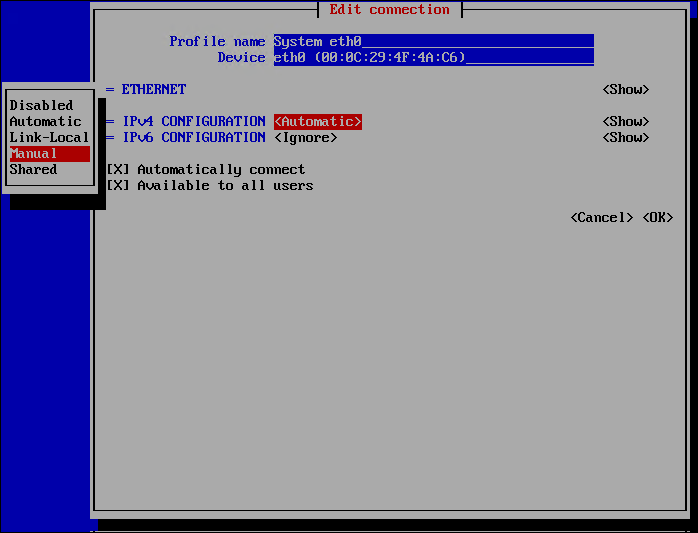 Edit connection
Profile name System eth0
Device eth0 (00:0C:29:4F:4A:C6)
= ETHERNET <Show>
Disabled
Automatic
Link-Local
Manual
Shared
= IPv4 CONFIGURATION <Automatic> <Show>
= IPv6 CONFIGURATION <Ignore> <Show>
[X] Automatically connect
[X] Available to all users
<Cancel> <OK>